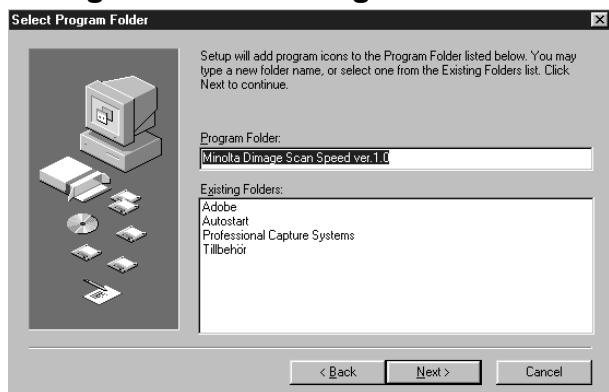 Select Program Folder
Setup will add program icons to the Program Folder listed below. You may
type a new folder name, or select one from the Existing Folders list. Click
Next to continue.
Program Folder:
Minolta Dimage Scan Speed ver.1.0
Existing Folders:
Adobe
Autostart
Professional Capture Systems
Tillbehör
< Back
Next >
Cancel